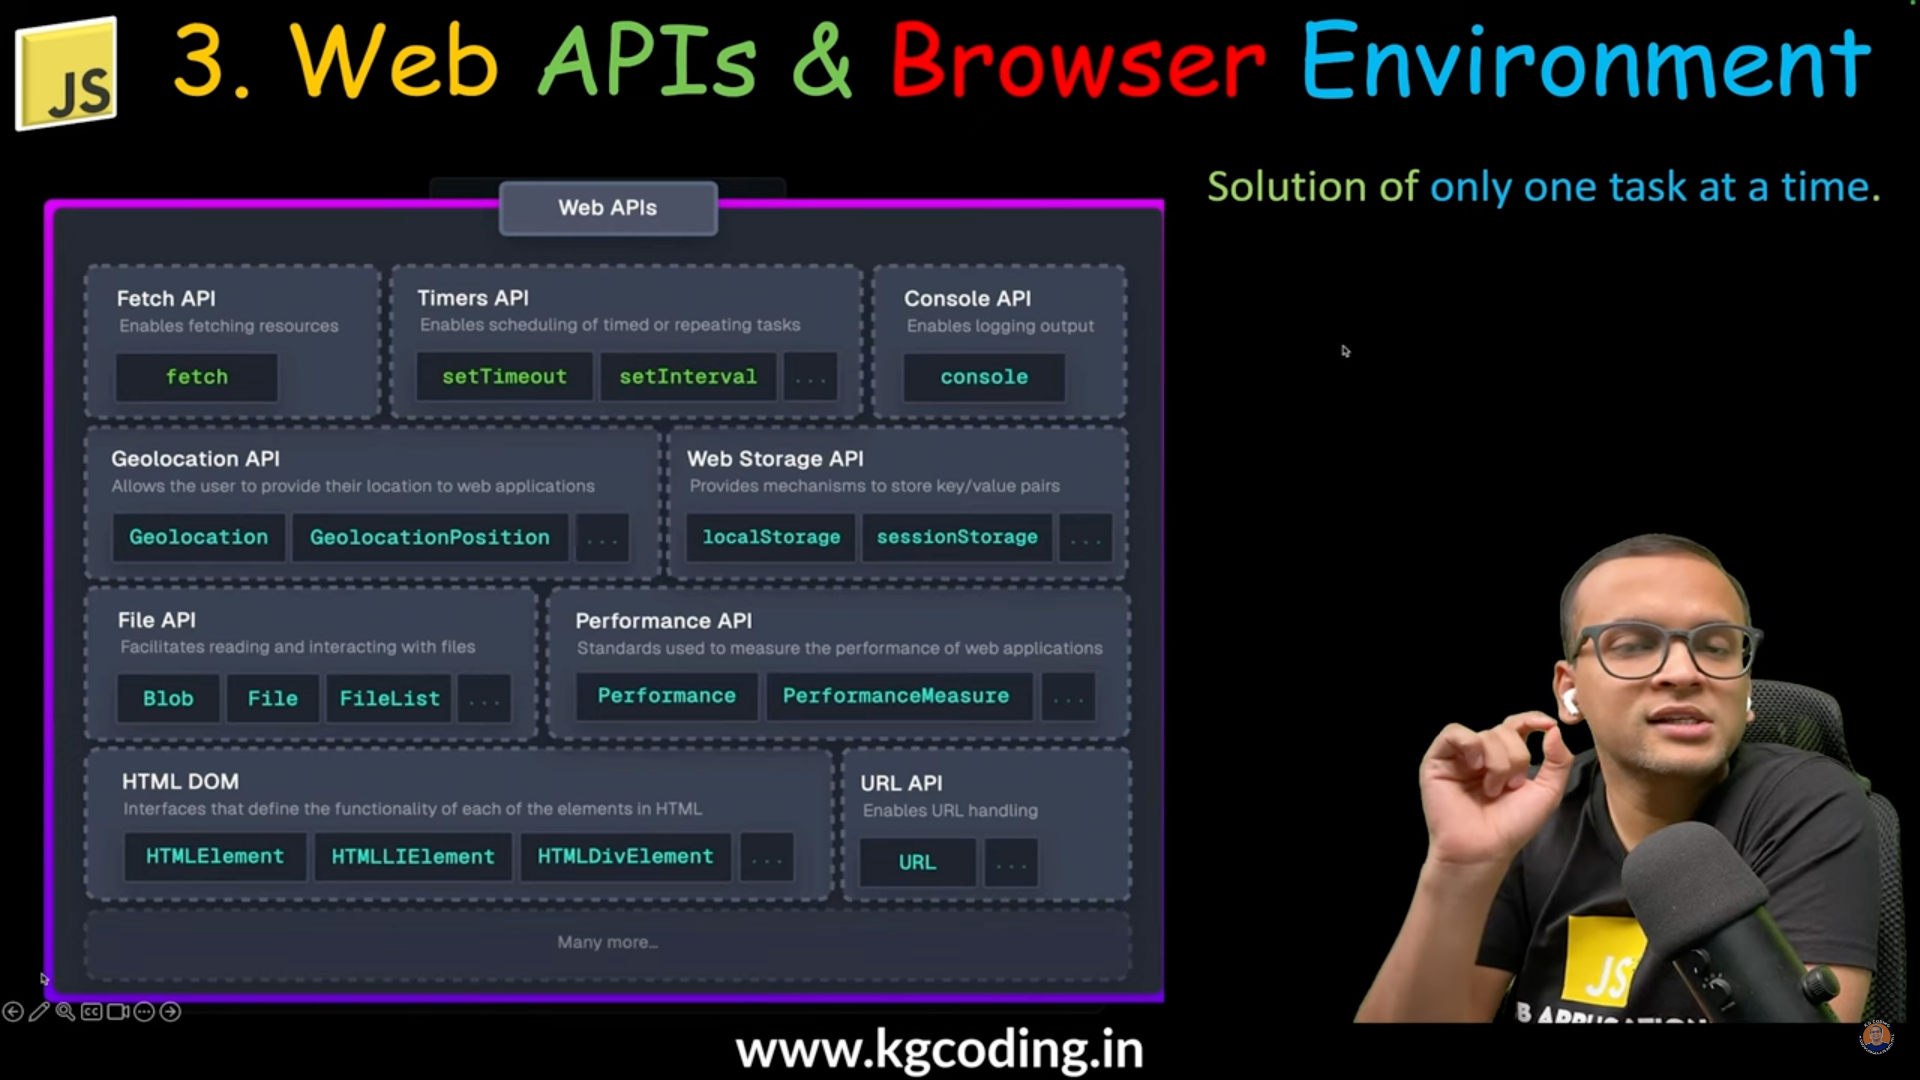 JS
3. Web APIs & Browser Environment
Solution of only one task at a time.
Web APIs
Fetch API
Enables fetching resources
fetch
Timers API
Enables scheduling of timed or repeating tasks
setTimeout setInterval ...
Console API
Enables logging output
console
Geolocation API
Allows the user to provide their location to web applications
Geolocation GeolocationPosition ...
Web Storage API
Provides mechanisms to store key/value pairs
localStorage sessionStorage ...
File API
Facilitates reading and interacting with files
Blob File FileList ...
Performance API
Standards used to measure the performance of web applications
Performance PerformanceMeasure ...
HTML DOM
Interfaces that define the functionality of each of the elements in HTML
HTMLElement HTMLLIElement HTMLDivElement ...
URL API
Enables URL handling
URL ...
Many more...
CC
JS
www.kgcoding.in